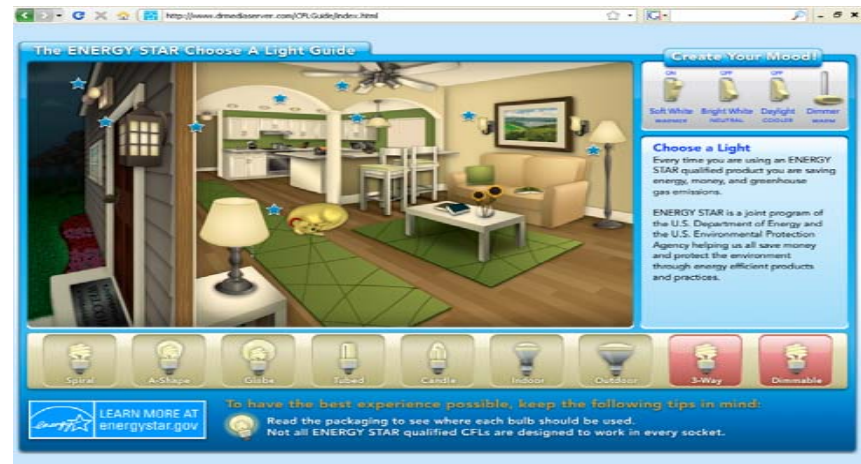 http://www.drmediaserver.com/CFLGuide/index.html
The ENERGY STAR Choose A Light Guide
Create Your Mood!
ON OFF OFF
Soft White Bright White Daylight Dimmer
WARMER NEUTRAL COOLER WARM
Choose a Light
Every time you are using an ENERGY
STAR qualified product you are saving
energy, money, and greenhouse
gas emissions.
ENERGY STAR is a joint program of
the U.S. Department of Energy and
the U.S. Environmental Protection
Agency helping us all save money
and protect the environment
through energy efficient products
and practices.
WELCOME
Spiral A-Shape Globe Tubed Candle Indoor Outdoor 3-Way Dimmable
To have the best experience possible, keep the following tips in mind:
energy
LEARN MORE AT
energystar.gov
Read the packaging to see where each bulb should be used.
Not all ENERGY STAR qualified CFLs are designed to work in every socket.